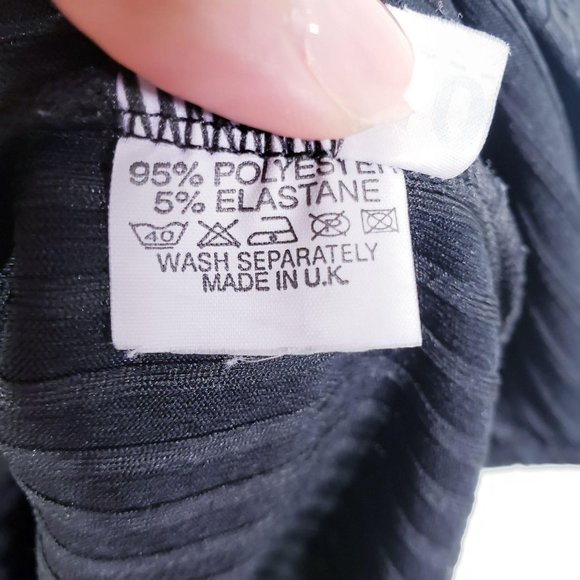 95% POLYESTER
5% ELASTANE
40
WASH SEPARATELY
MADE IN U.K.